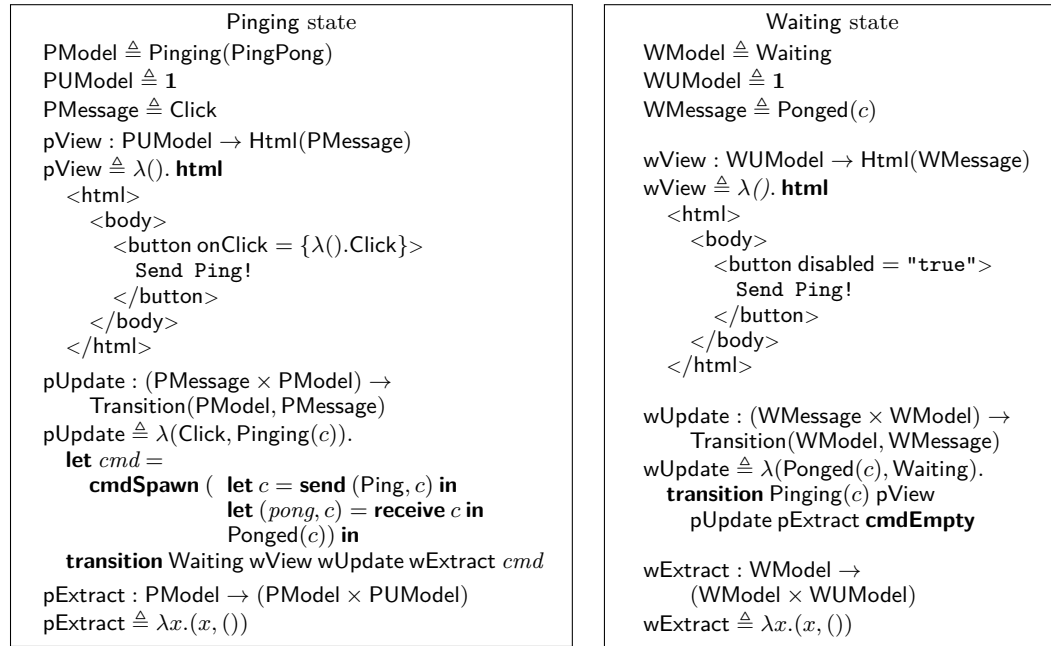 Pinging state
PModel ≜ Pinging(PingPong)
PUModel ≜ 1
PMessage ≜ Click
pView : PUModel → Html(PMessage)
pView ≜ λ(). html
<html>
<body>
<button onClick = {λ().Click}>
Send Ping!
</button>
</body>
</html>
pUpdate : (PMessage × PModel) →
Transition(PModel, PMessage)
pUpdate ≜ λ(Click, Pinging(c)).
let cmd =
cmdSpawn ( let c = send (Ping, c) in
let (pong, c) = receive c in
Ponged(c)) in
transition Waiting wView wUpdate wExtract cmd
pExtract : PModel → (PModel × PUModel)
pExtract ≜ λx.(x, ())
Waiting state
WModel ≜ Waiting
WUModel ≜ 1
WMessage ≜ Ponged(c)
wView : WUModel → Html(WMessage)
wView ≜ λ(). html
<html>
<body>
<button disabled = "true">
Send Ping!
</button>
</body>
</html>
wUpdate : (WMessage × WModel) →
Transition(WModel, WMessage)
wUpdate ≜ λ(Ponged(c), Waiting).
transition Pinging(c) pView
pUpdate pExtract cmdEmpty
wExtract : WModel →
(WModel × WUModel)
wExtract ≜ λx.(x, ())